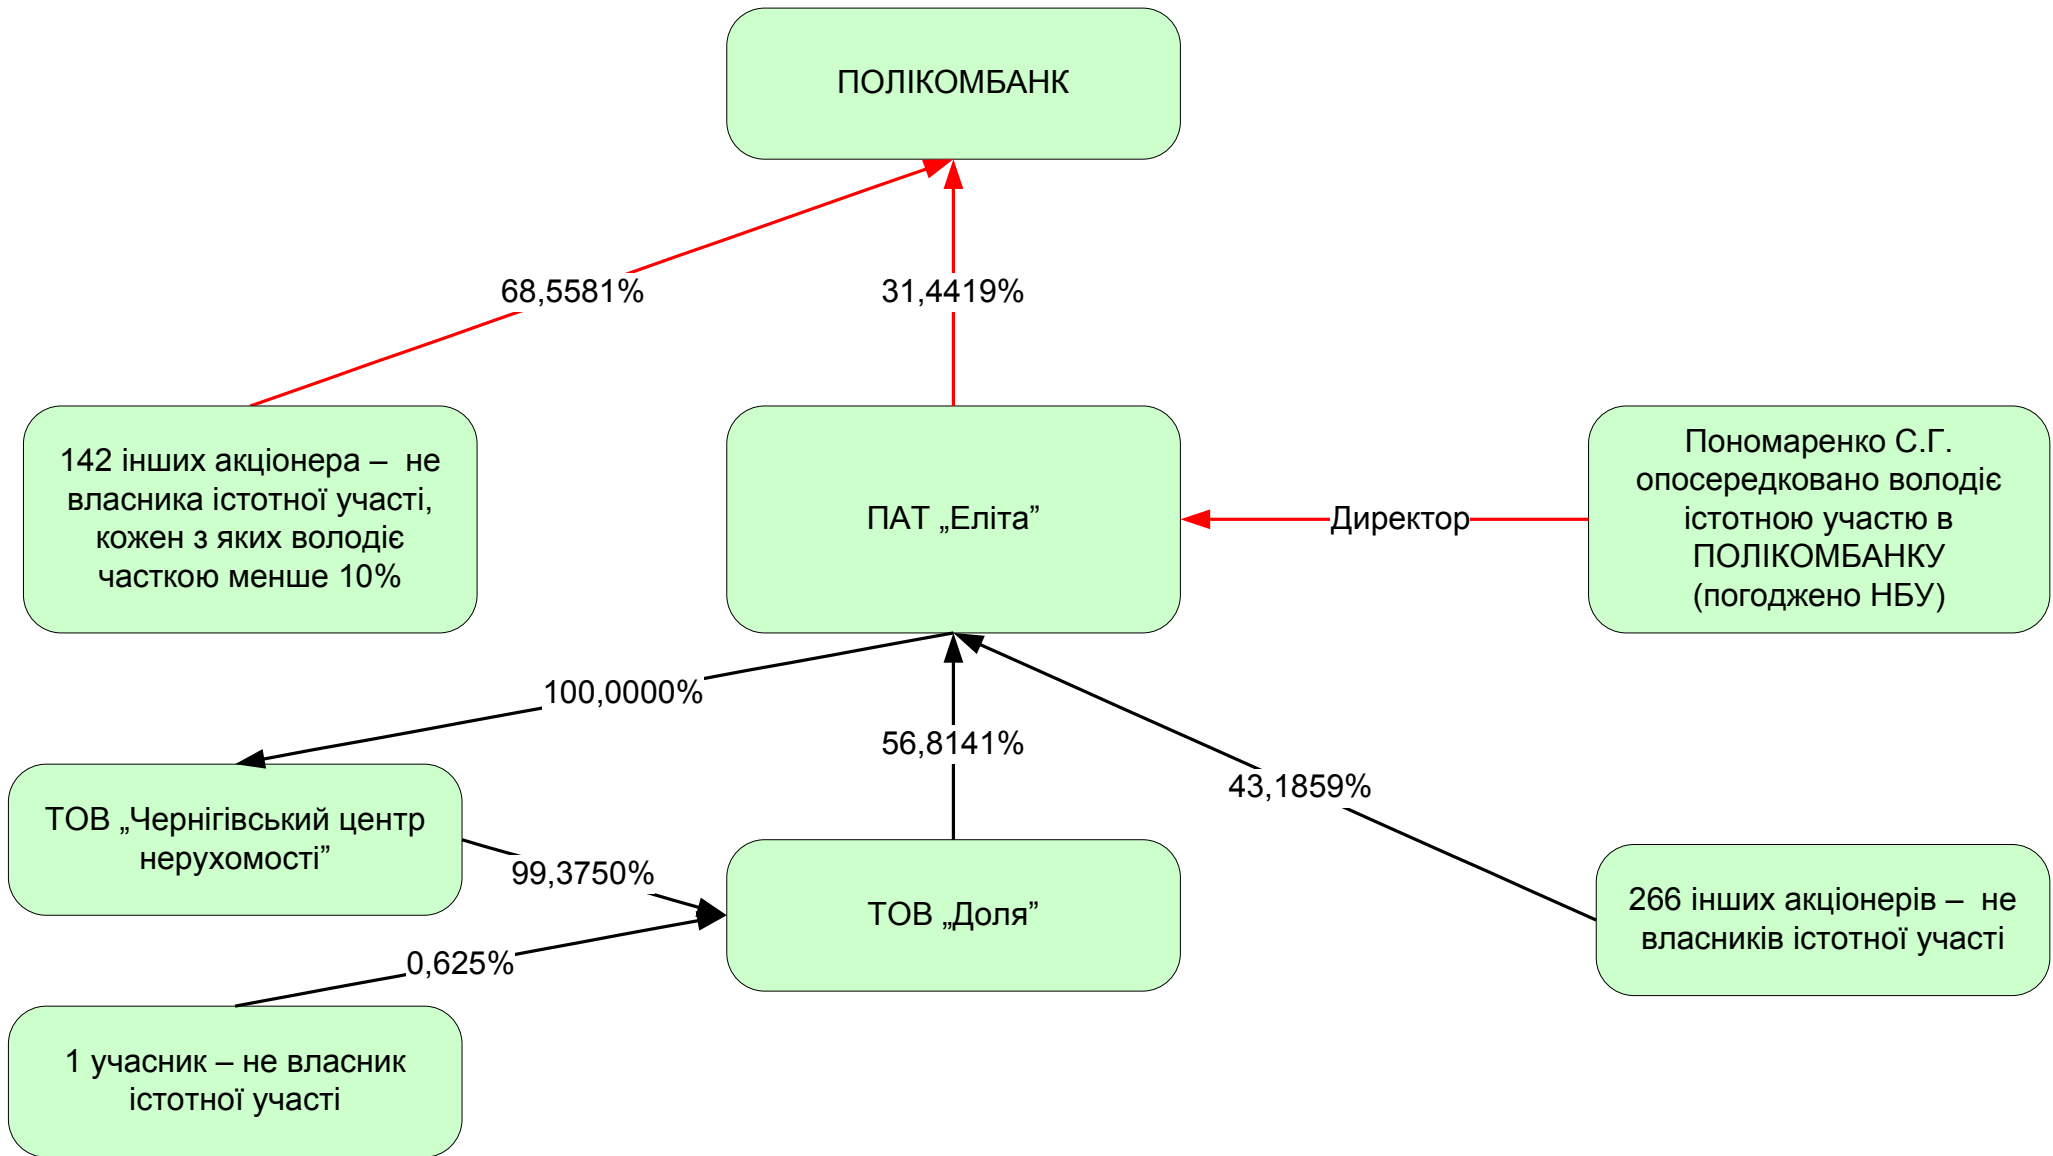 ПОЛІКОМБАНК
68,5581%
31,4419%
142 інших акціонера – не
власника істотної участі,
кожен з яких володіє
часткою менше 10%
ПАТ „Еліта”
Директор
Пономаренко С.Г.
опосередковано володіє
істотною участю в
ПОЛІКОМБАНКУ
(погоджено НБУ)
100,0000%
56,8141%
43,1859%
ТОВ „Чернігівський центр
нерухомості”
99,3750%
ТОВ „Доля”
266 інших акціонерів – не
власників істотної участі
0,625%
1 учасник – не власник
істотної участі